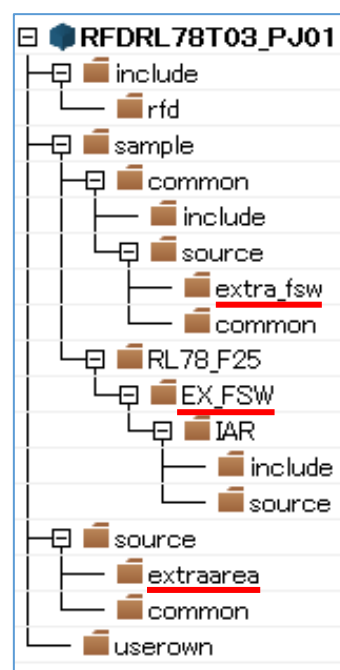 RFDRL78T03_PJ01
include
rfd
sample
common
include
source
extra_fsw
common
RL78_F25
EX_FSW
IAR
include
source
source
extraarea
common
userown